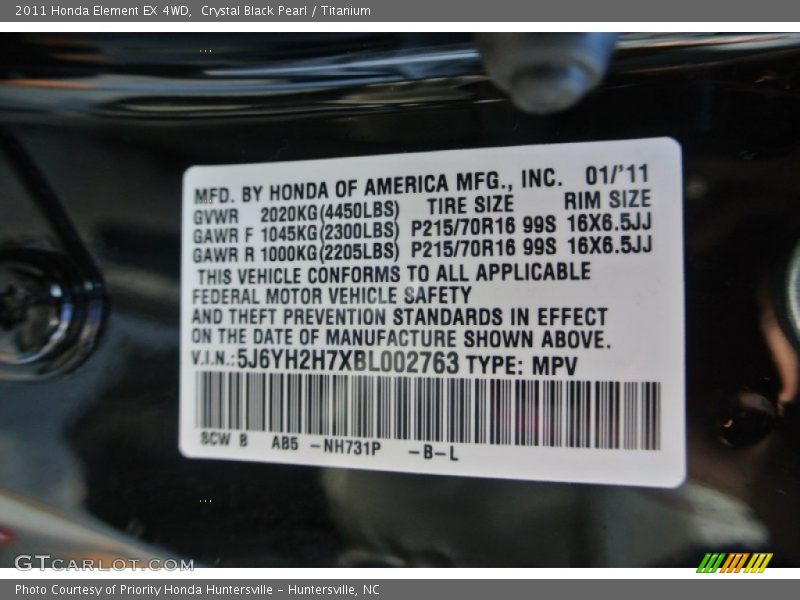 2011 Honda Element EX 4WD, Crystal Black Pearl / Titanium
MFD. BY HONDA OF AMERICA MFG., INC. 01/'11
GVWR 2020KG(4450LBS) TIRE SIZE RIM SIZE
GAWR F 1045KG(2300LBS) P215/70R16 99S 16X6.5JJ
GAWR R 1000KG(2205LBS) P215/70R16 99S 16X6.5JJ
THIS VEHICLE CONFORMS TO ALL APPLICABLE
FEDERAL MOTOR VEHICLE SAFETY
AND THEFT PREVENTION STANDARDS IN EFFECT
ON THE DATE OF MANUFACTURE SHOWN ABOVE.
V.I.N.:5J6YH2H7XBL002763 TYPE: MPV
SCW B AB5 -NH731P -B-L
GTCARLOT.COM
Photo Courtesy of Priority Honda Huntersville - Huntersville, NC